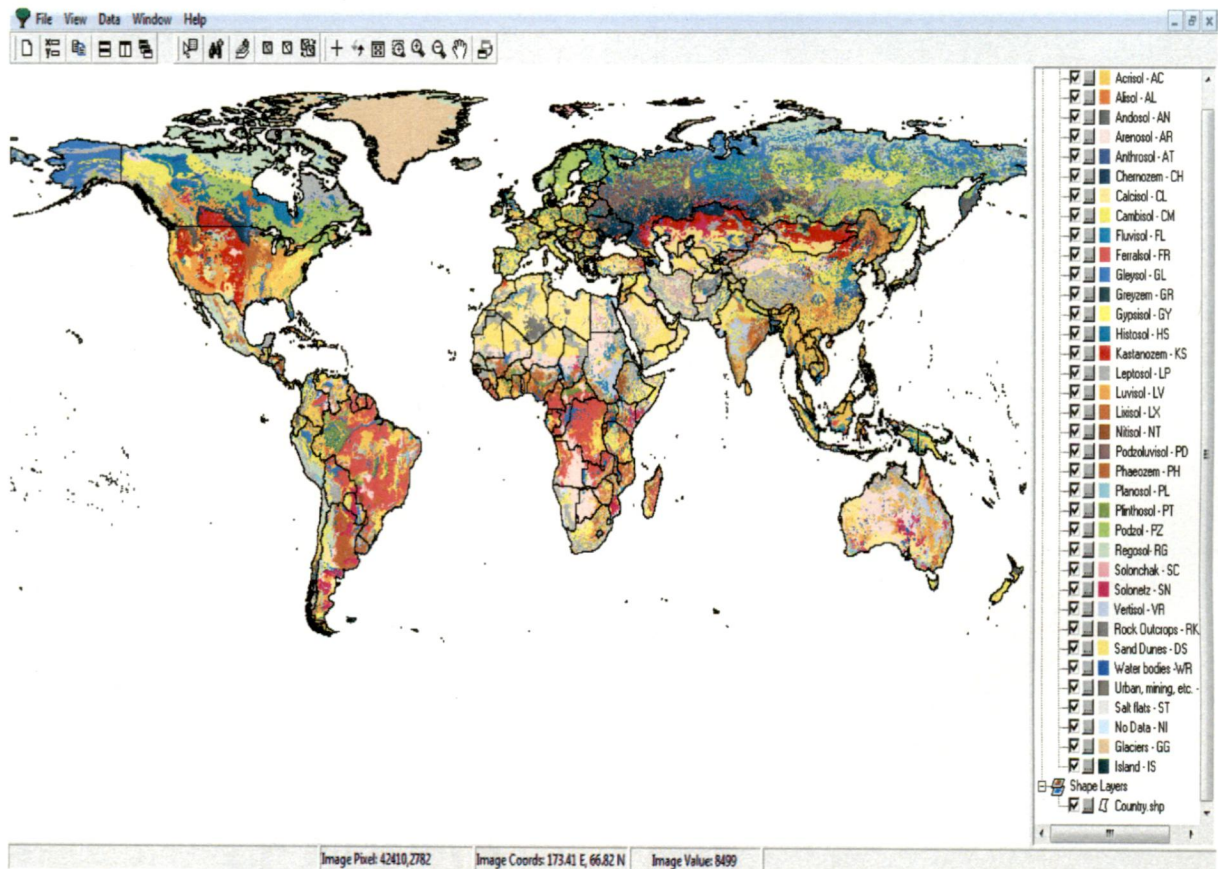 File View Data Window Help
Acrisol - AC
Alisol - AL
Andosol - AN
Arenosol - AR
Anthrosol - AT
Chernozem - CH
Calcisol - CL
Cambisol - CM
Fluvisol - FL
Ferralsol - FR
Gleysol - GL
Greyzem - GR
Gypsisol - GY
Histosol - HS
Kastanozem - KS
Leptosol - LP
Luvisol - LV
Lixisol - LX
Nitisol - NT
Podzoluvisol - PD
Phaeozem - PH
Planosol - PL
Plinthosol - PT
Podzol - PZ
Regosol- RG
Solonchak - SC
Solonetz - SN
Vertisol - VR
Rock Outcrops - RK
Sand Dunes - DS
Water bodies -WR
Urban, mining, etc. -
Salt flats - ST
No Data - NI
Glaciers - GG
Island - IS
Shape Layers
Country.shp
Image Pixel: 42410,2782 Image Coords: 173.41 E, 66.82 N Image Value: 8499